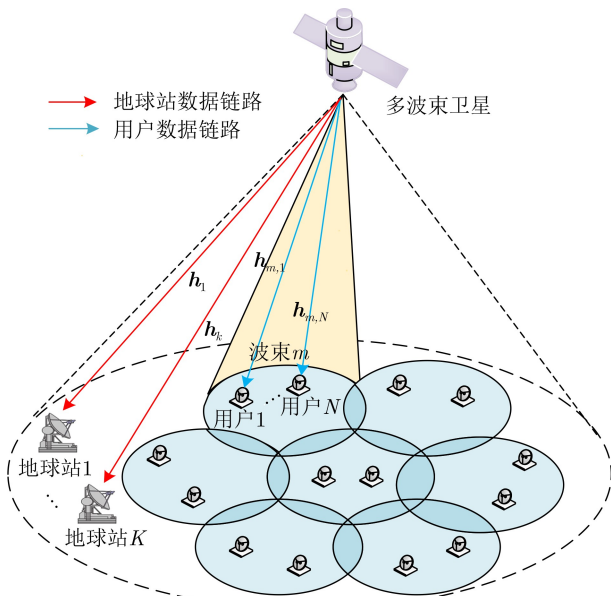 多波束卫星
地球站数据链路
用户数据链路
h₁
hₖ
hₘ,₁
hₘ,N
波束m
用户1
…
用户N
地球站1
…
地球站K